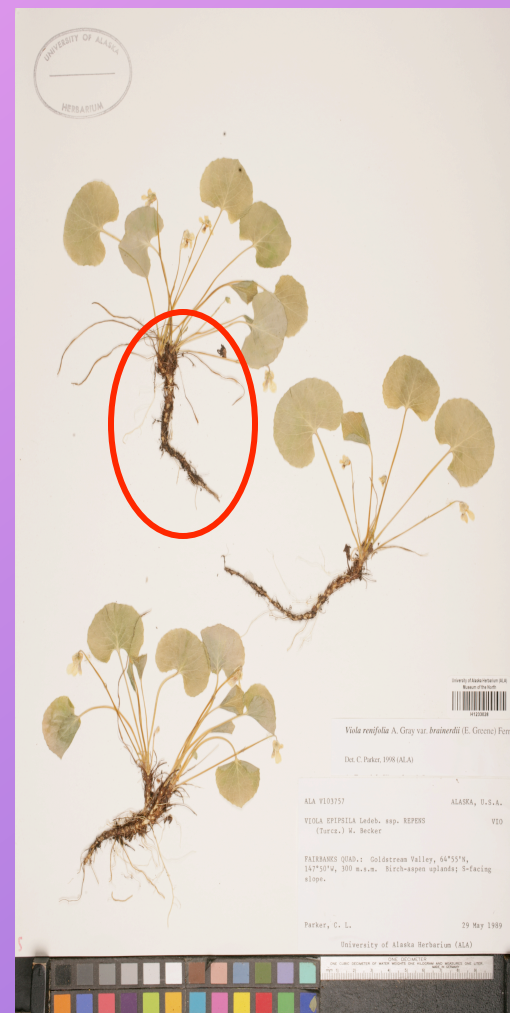 UNIVERSITY OF ALASKA
HERBARIUM
University of Alaska Herbarium (ALA)
Museum of the North
H1233638
Viola renifolia A. Gray var. brainerdii (E. Greene) Fern
Det. C. Parker, 1998 (ALA)
ALA V103757 ALASKA, U.S.A.
VIOLA EPIPSILA Ledeb. ssp. REPENS VIO
(Turcz.) W. Becker
FAIRBANKS QUAD.: Goldstream Valley, 64°55'N,
147°50'W, 300 m.s.m. Birch-aspen uplands; S-facing
slope.
Parker, C. L. 29 May 1989
University of Alaska Herbarium (ALA)
ONE DECIMETER